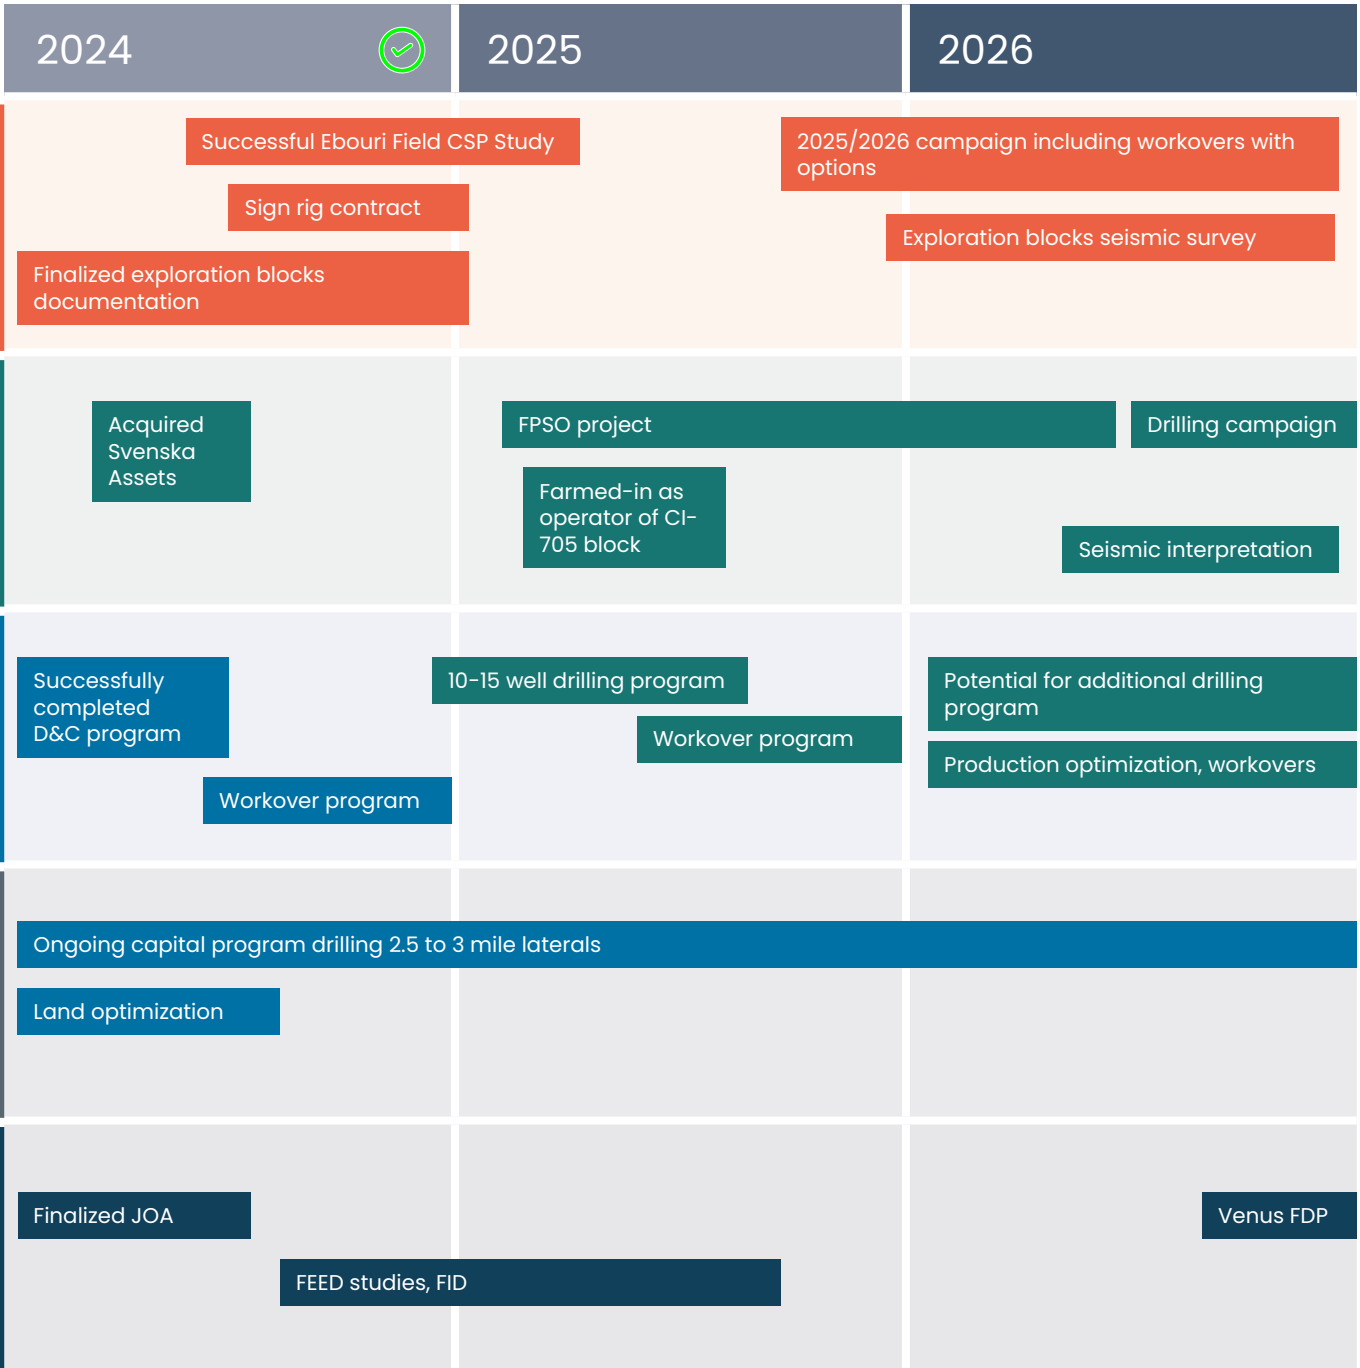 2024
2025
2026
Successful Ebouri Field CSP Study
2025/2026 campaign including workovers with
options
Sign rig contract
Exploration blocks seismic survey
Finalized exploration blocks
documentation
Acquired
Svenska
Assets
FPSO project
Drilling campaign
Farmed-in as
operator of CI-
705 block
Seismic interpretation
Successfully
completed
D&C program
10-15 well drilling program
Potential for additional drilling
program
Workover program
Production optimization, workovers
Workover program
Ongoing capital program drilling 2.5 to 3 mile laterals
Land optimization
Finalized JOA
Venus FDP
FEED studies, FID